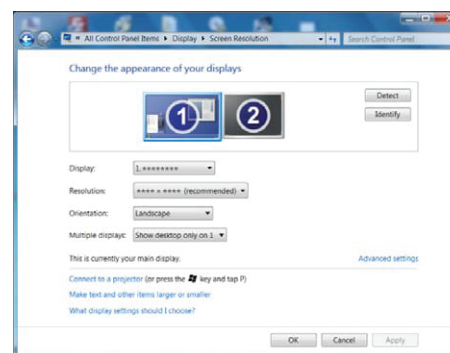 « All Control Panel Items ▸ Display ▸ Screen Resolution
Search Control Panel
Change the appearance of your displays
1
2
Detect
Identify
Display: 1. ********
Resolution: **** × **** (recommended)
Orientation: Landscape
Multiple displays: Show desktop only on 1
This is currently your main display.
Advanced settings
Connect to a projector (or press the key and tap P)
Make text and other items larger or smaller
What display settings should I choose?
OK
Cancel
Apply